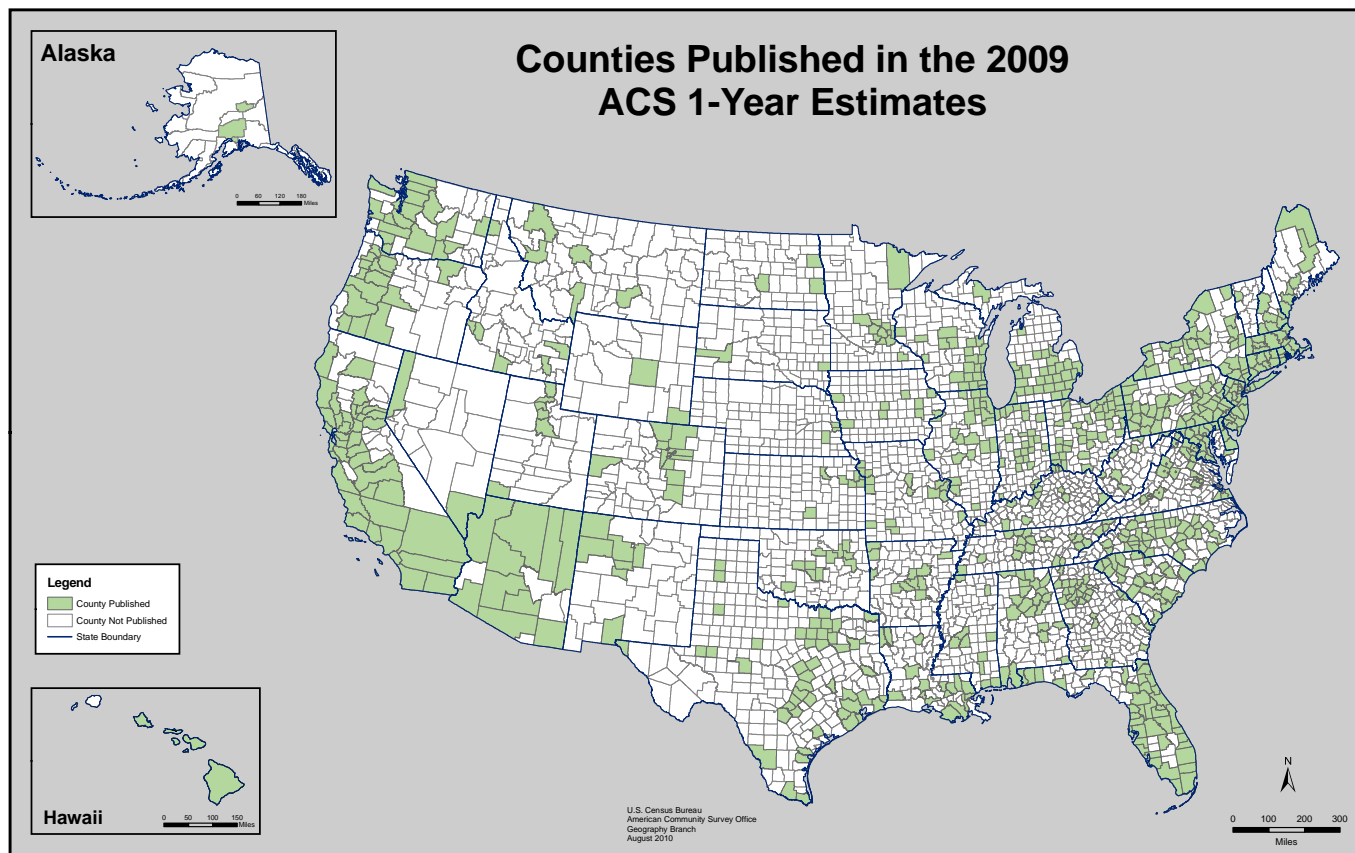 Alaska
0 60 120 180
Miles
Counties Published in the 2009
ACS 1-Year Estimates
Legend
County Published
County Not Published
State Boundary
0 50 100 150
Miles
Hawaii
U.S. Census Bureau
American Community Survey Office
Geography Branch
August 2010
N
0 100 200 300
Miles